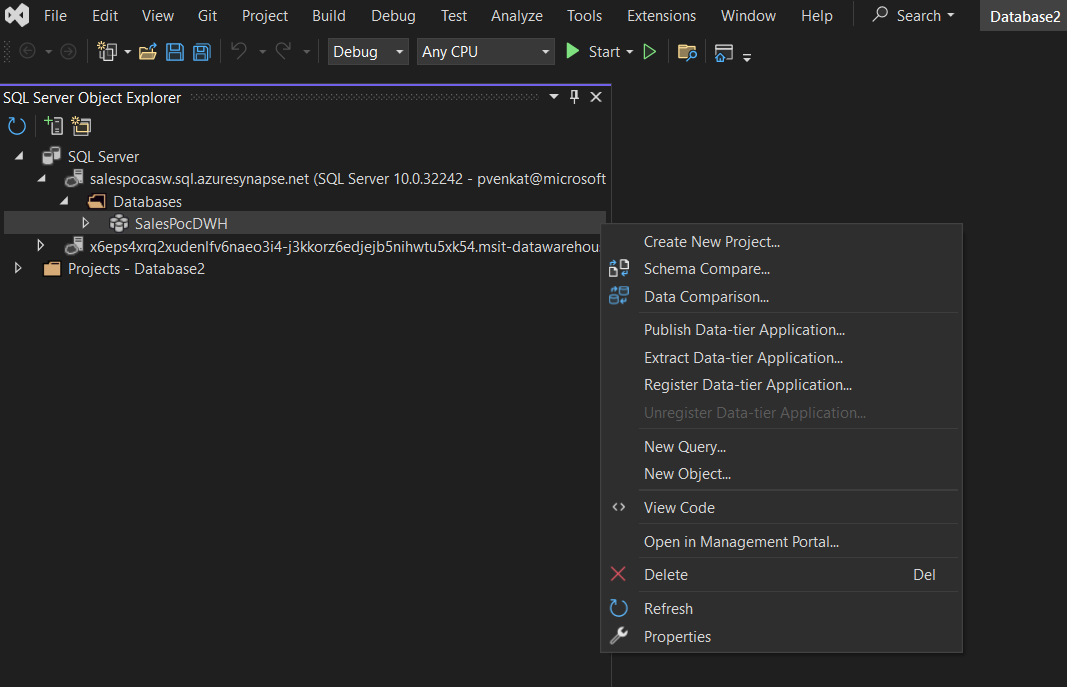 File Edit View Git Project Build Debug Test Analyze Tools Extensions Window Help Search Database2
Debug Any CPU Start
SQL Server Object Explorer
SQL Server
salespocasw.sql.azuresynapse.net (SQL Server 10.0.32242 - pvenkat@microsoft
Databases
SalesPocDWH
x6eps4xrq2xudenlfv6naeo3i4-j3kkorz6edjejb5nihwtu5xk54.msit-datawarehou
Projects - Database2
Create New Project...
Schema Compare...
Data Comparison...
Publish Data-tier Application...
Extract Data-tier Application...
Register Data-tier Application...
Unregister Data-tier Application...
New Query...
New Object...
View Code
Open in Management Portal...
Delete Del
Refresh
Properties